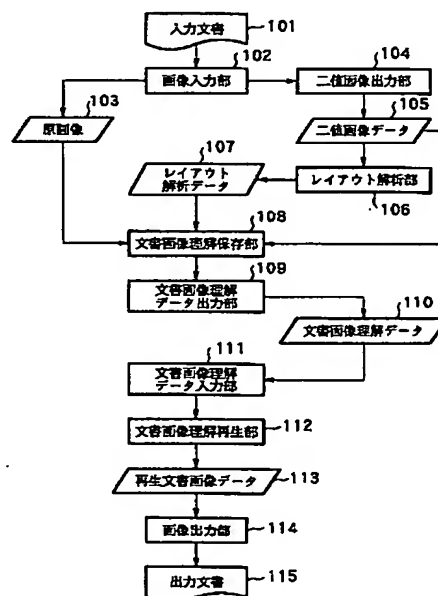 入力文書
101
102
画像入力部
104
二値画像出力部
103
原画像
105
二値画像データ
107
レイアウト
解析データ
レイアウト解析部
106
108
文書画像理解保存部
109
文書画像理解
データ出力部
110
文書画像理解データ
111
文書画像理解
データ入力部
文書画像理解再生部
112
再生文書画像データ
113
画像出力部
114
出力文書
115